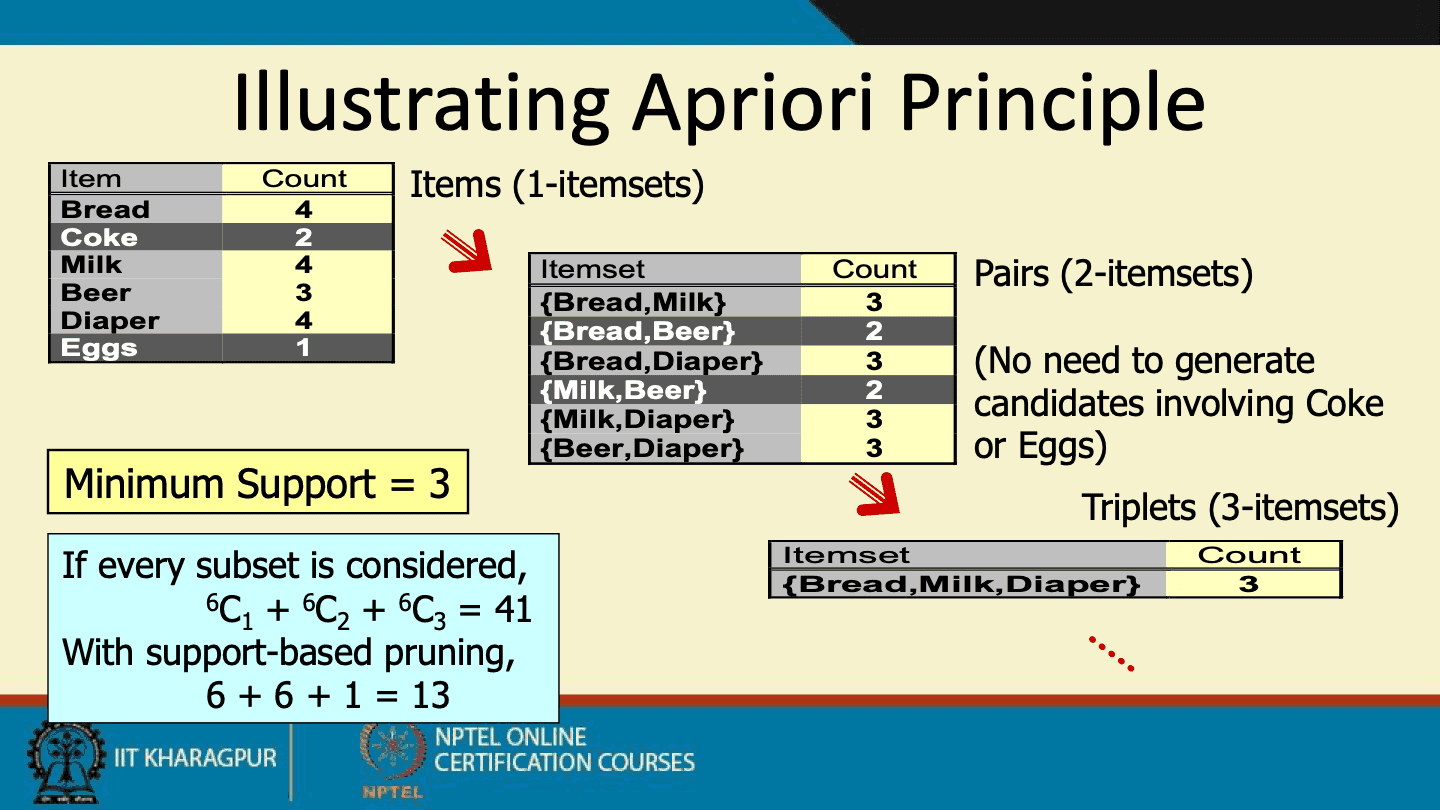 Illustrating Apriori Principle
Item Count
Bread 4
Coke 2
Milk 4
Beer 3
Diaper 4
Eggs 1
Items (1-itemsets)
Itemset Count
{Bread,Milk} 3
{Bread,Beer} 2
{Bread,Diaper} 3
{Milk,Beer} 2
{Milk,Diaper} 3
{Beer,Diaper} 3
Pairs (2-itemsets)
(No need to generate
candidates involving Coke
or Eggs)
Minimum Support = 3
Triplets (3-itemsets)
Itemset Count
{Bread,Milk,Diaper} 3
If every subset is considered,
⁶C₁ + ⁶C₂ + ⁶C₃ = 41
With support-based pruning,
6 + 6 + 1 = 13
IIT KHARAGPUR
NPTEL
NPTEL ONLINE
CERTIFICATION COURSES